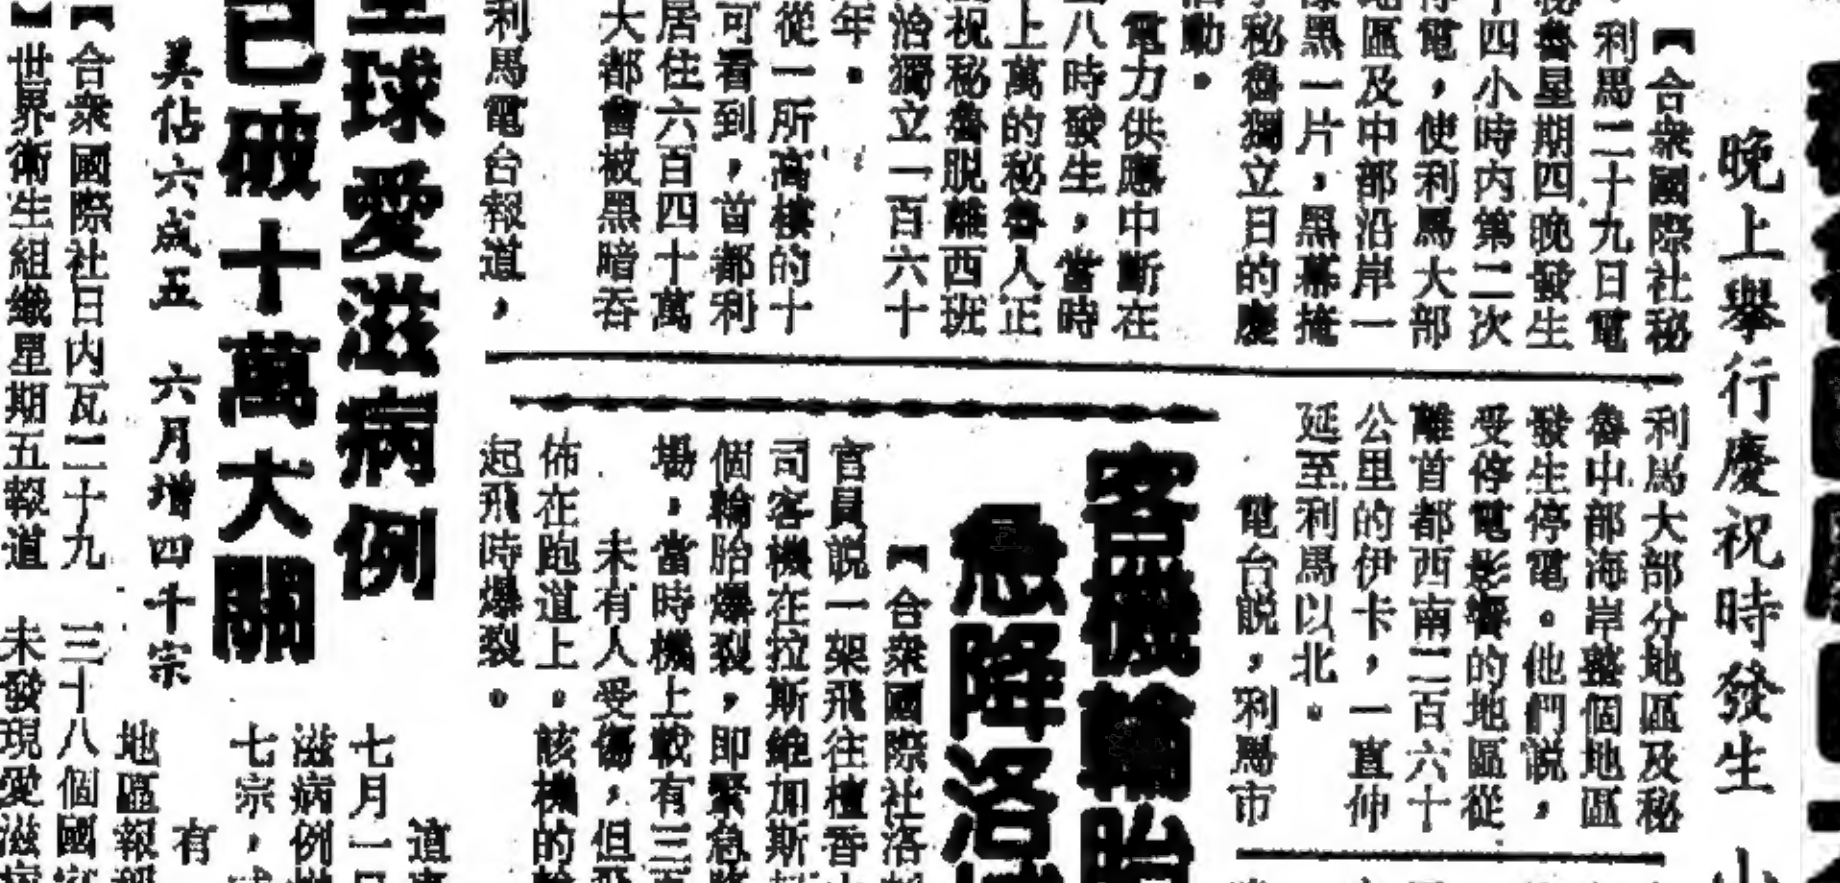 晚上舉行慶祝時發生
【合衆國際社秘
利馬二十九日電
秘魯星期四晚發生
十四小時内第二次
停電，使利馬大部
地區及中部沿岸一
黑一片，黑幕掩
秘魯獨立日的慶
動。
電力供應中斷在
八時發生，當時
上萬的秘魯人正
祝秘魯脱離西班
治獨立一百六十
年。
從一所高樓的十
可看到，首都利
居住六百四十萬
大都會被黑暗吞
利馬電台報道，
利馬大部分地區及秘
魯中部海岸整個地區
發生停電。他們説，
受停電影響的地區從
離首都西南二百六十
公里的伊卡，一直伸
延至利馬以北。
電台説，利馬市
客機輪胎
急降洛
【合衆國際社洛
官員説一架飛往檀香
司客機在拉斯維加斯
個輪胎爆裂，即緊急
場，當時機上載有三
未有人受傷，但
佈在跑道上。該機的
起飛時爆裂。
全球愛滋病例
已破十萬大關
美佔六成五　六月增四千宗
【合衆國際社日内瓦二十九
【世界衛生組織星期五報道
道
七月一日
滋病例
七宗，
有
地區報
三十八個國家
未發現愛滋病